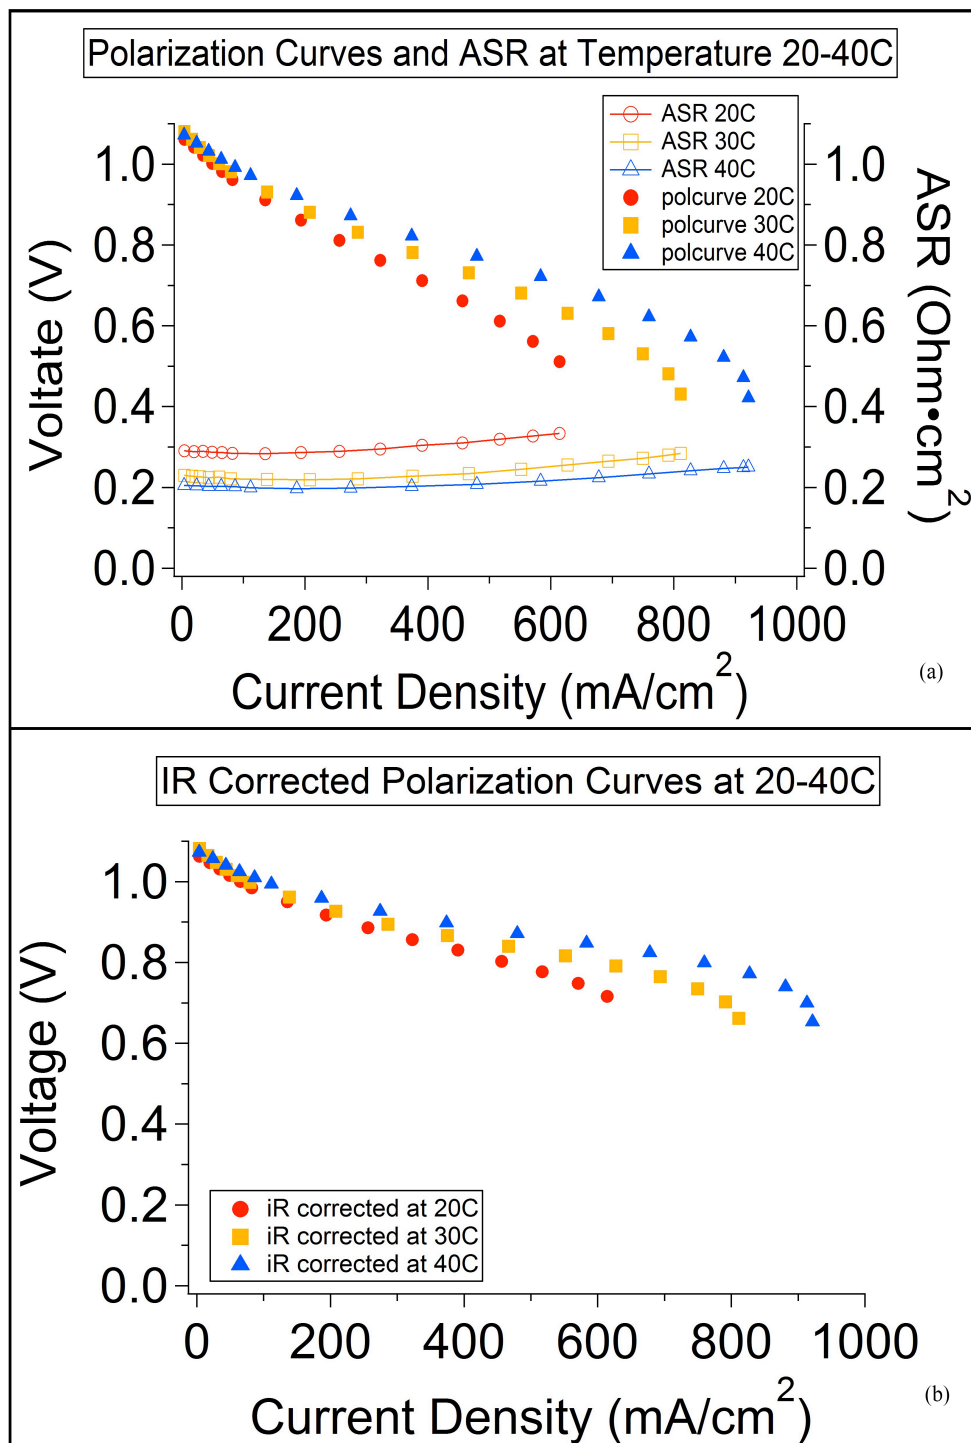 Polarization Curves and ASR at Temperature 20-40C
ASR 20C
ASR 30C
ASR 40C
polcurve 20C
polcurve 30C
polcurve 40C
Voltate (V)
1.0
0.8
0.6
0.4
0.2
0.0
1.0
0.8
0.6
0.4
0.2
0.0
ASR (Ohm•cm2)
0 200 400 600 800 1000
Current Density (mA/cm2)
(a)
IR Corrected Polarization Curves at 20-40C
Voltage (V)
1.0
0.8
0.6
0.4
0.2
0.0
iR corrected at 20C
iR corrected at 30C
iR corrected at 40C
0 200 400 600 800 1000
Current Density (mA/cm2)
(b)